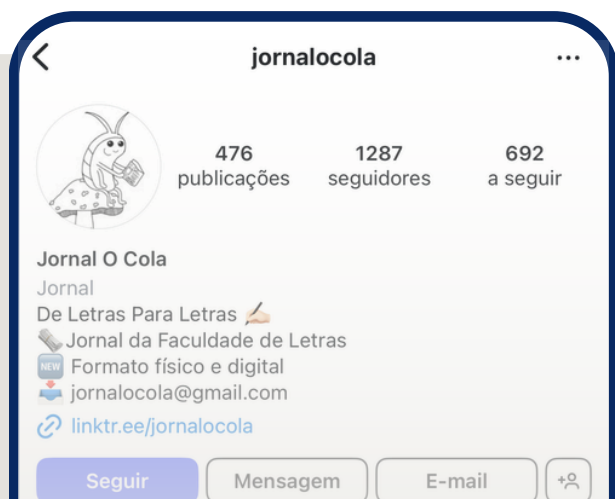 jornalocola
476
1287
692
publicações
seguidores
a seguir
Jornal O Cola
Jornal
De Letras Para Letras ✍🏻
🗞️Jornal da Faculdade de Letras
🆕 Formato físico e digital
📥 jornalocola@gmail.com
linktr.ee/jornalocola
Seguir
Mensagem
E-mail